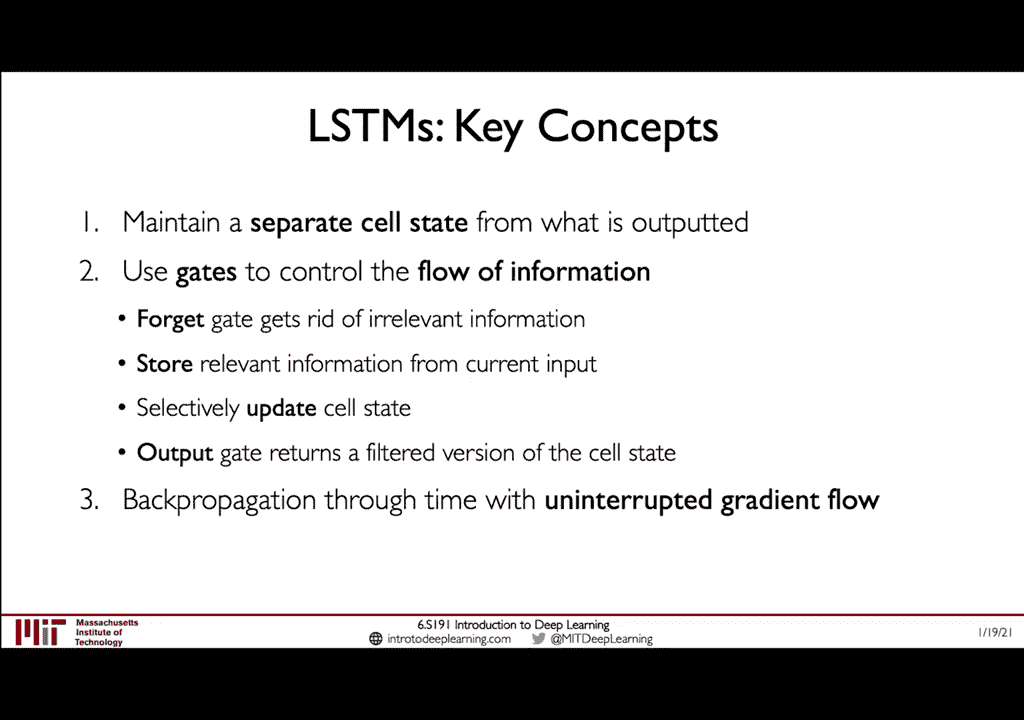 LSTMs: Key Concepts
1. Maintain a separate cell state from what is outputted
2. Use gates to control the flow of information
• Forget gate gets rid of irrelevant information
• Store relevant information from current input
• Selectively update cell state
• Output gate returns a filtered version of the cell state
3. Backpropagation through time with uninterrupted gradient flow
Massachusetts
Institute of
Technology
6.S191 Introduction to Deep Learning
introtodeeplearning.com @MITDeepLearning
1/19/21